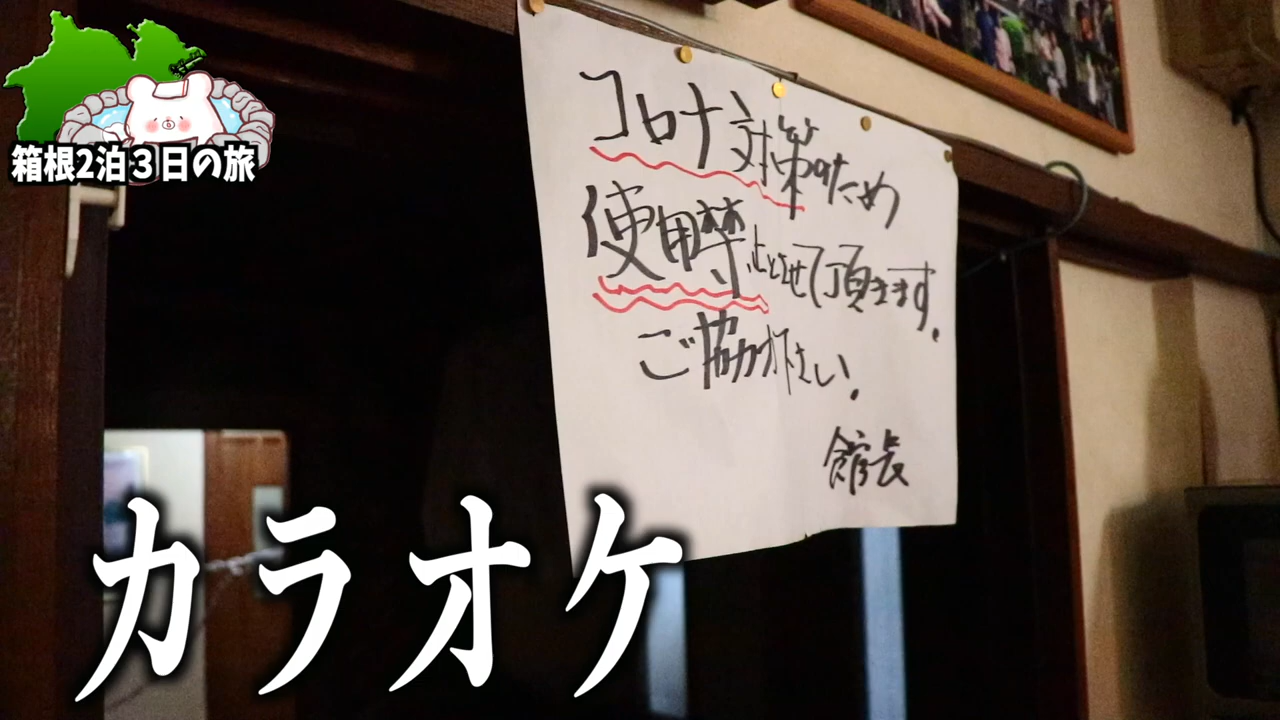 箱根2泊3日の旅
コロナ対策のため
使用禁止とさせて頂きます.
ご協力下さい.
館長
カラオケ